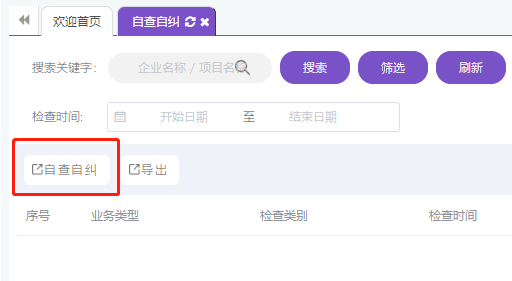 欢迎首页 自查自纠
搜索关键字: 企业名称 / 项目名 搜索 筛选 刷新
检查时间: 开始日期 至 结束日期
自查自纠 导出
序号 业务类型 检查类别 检查时间